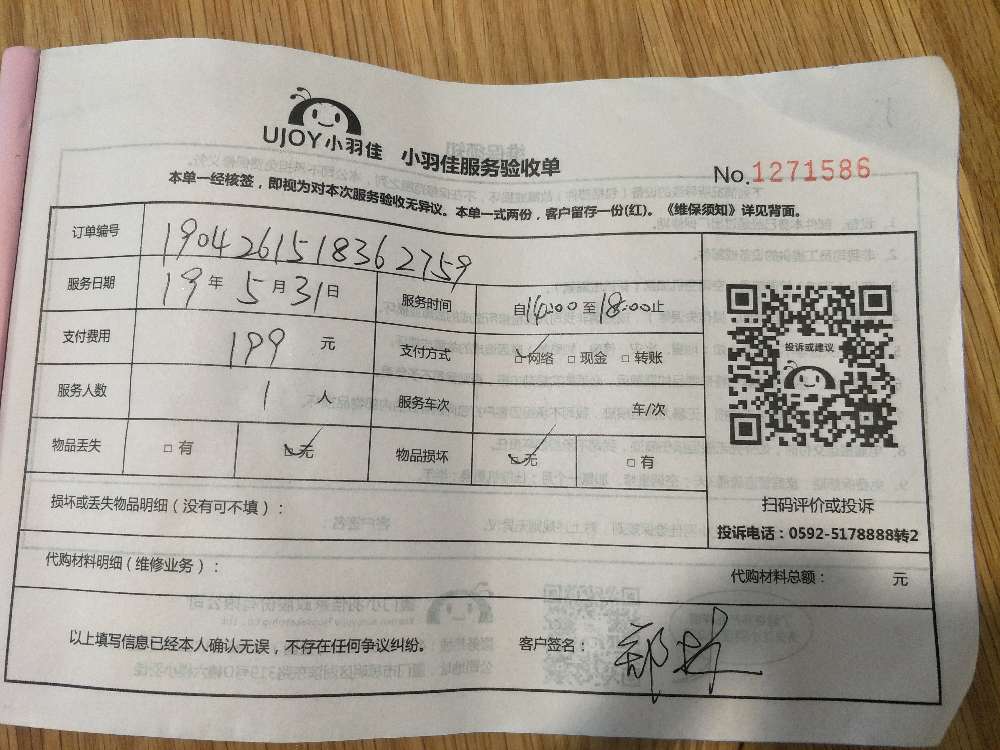 UJOY小羽佳 小羽佳服务验收单
No.1271586
本单一经核签，即视为对本次服务验收无异议。本单一式两份，客户留存一份(红)。《维保须知》详见背面。
订单编号 1904261518362759
服务日期 19 年 5 月 31 日 服务时间 自14:00 至 18:00止
支付费用 199 元 支付方式 □网络 □现金 □转账
服务人数 1 人 服务车次 车/次
物品丢失 □有 □无 物品损坏 □无 □有
投诉或建议
扫码评价或投诉
投诉电话：0592-5178888转2
损坏或丢失物品明细（没有可不填）：
代购材料明细（维修业务）：
代购材料总额： 元
以上填写信息已经本人确认无误，不存在任何争议纠纷。 客户签名：